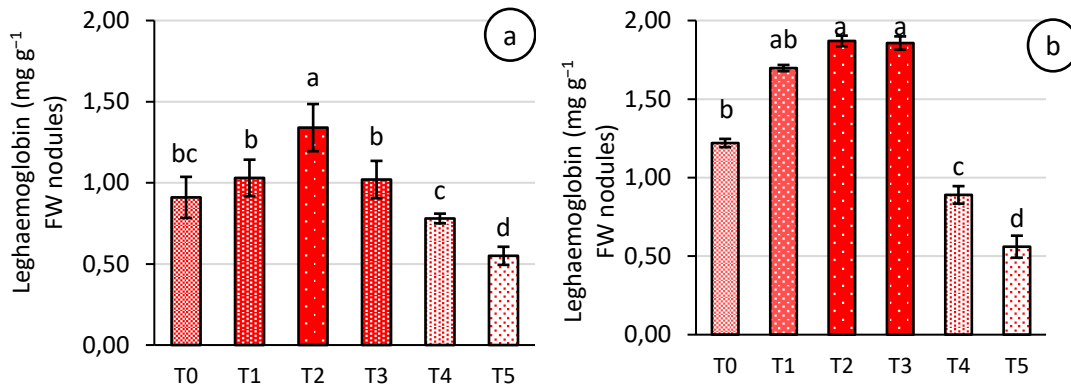 Leghaemoglobin (mg g⁻¹
FW nodules)
2,00
1,50
1,00
0,50
0,00
bc
b
a
b
c
d
T0 T1 T2 T3 T4 T5
a
Leghaemoglobin (mg g⁻¹
FW nodules)
2,00
1,50
1,00
0,50
0,00
b
ab
a
a
c
d
T0 T1 T2 T3 T4 T5
b